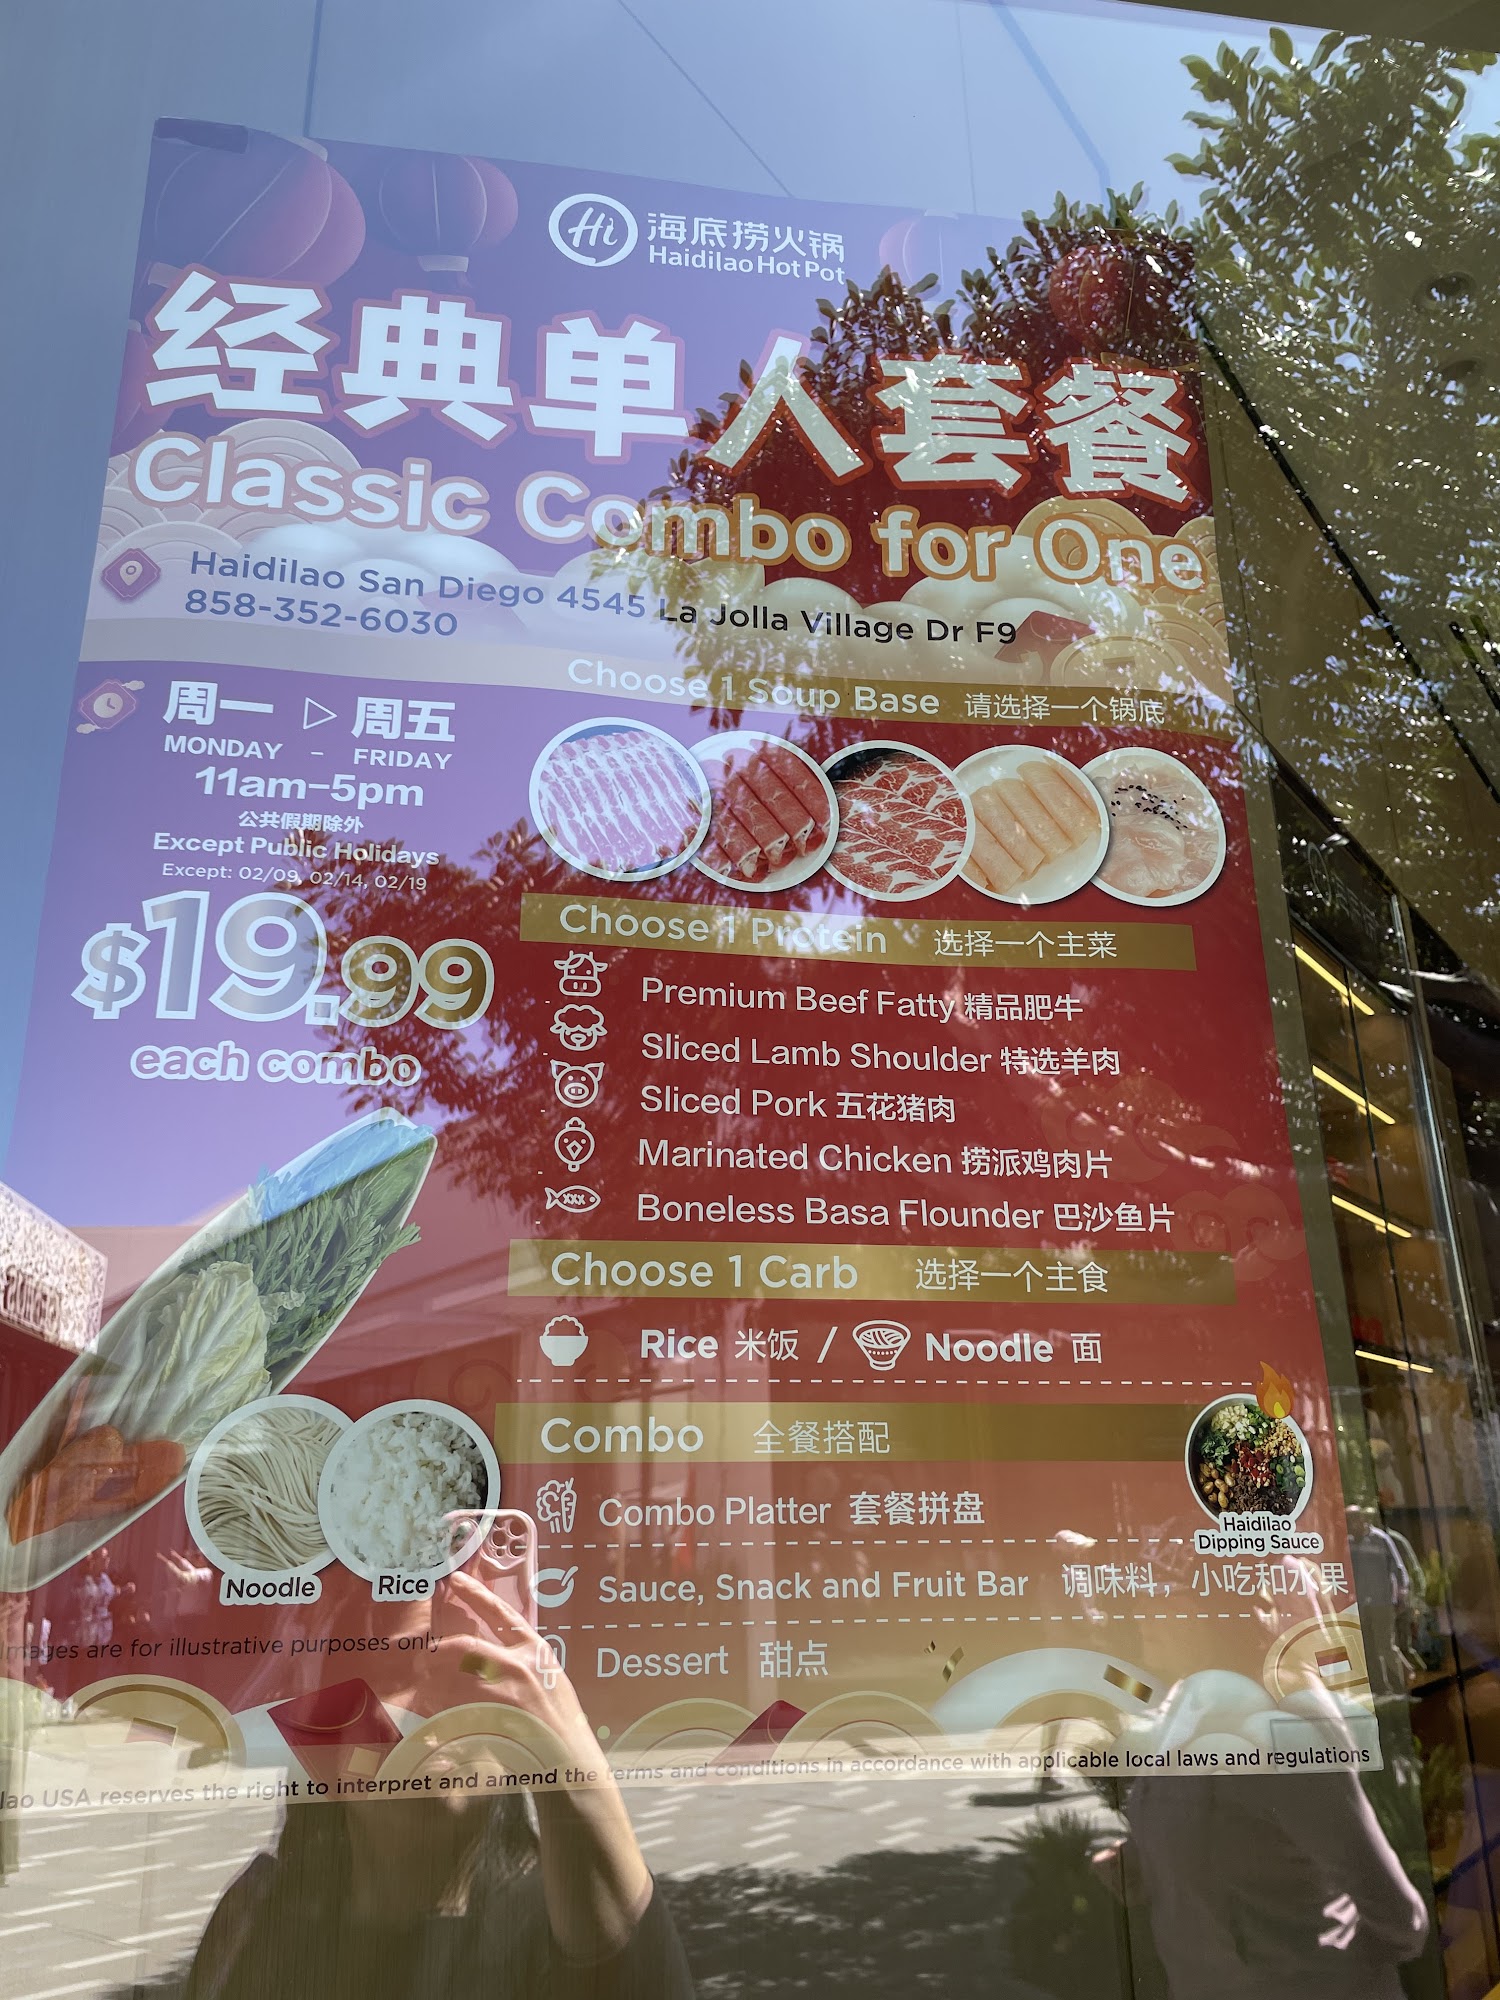 Hi 海底捞火锅
Haidilao Hot Pot
经典单人套餐
Classic Combo for One
Haidilao San Diego 4545 La Jolla Village Dr F9
858-352-6030
周一 ▷ 周五
MONDAY - FRIDAY
11am-5pm
公共假期除外
Except Public Holidays
Except: 02/09, 02/14, 02/19
$19.99
each combo
Choose 1 Soup Base 请选择一个锅底
Choose 1 Protein 选择一个主菜
Premium Beef Fatty 精品肥牛
Sliced Lamb Shoulder 特选羊肉
Sliced Pork 五花猪肉
Marinated Chicken 捞派鸡肉片
Boneless Basa Flounder 巴沙鱼片
Choose 1 Carb 选择一个主食
Rice 米饭 / Noodle 面
Combo 全餐搭配
Combo Platter 套餐拼盘
Sauce, Snack and Fruit Bar 调味料，小吃和水果
Dessert 甜点
Haidilao
Dipping Sauce
Noodle
Rice
images are for illustrative purposes only
lao USA reserves the right to interpret and amend the terms and conditions in accordance with applicable local laws and regulations